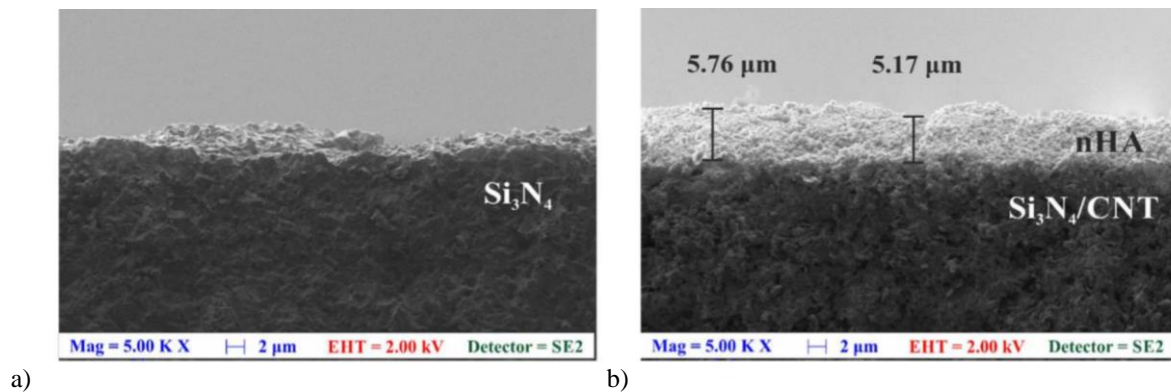 Si₃N₄
Mag = 5.00 K X 2 μm EHT = 2.00 kV Detector = SE2
a)
5.76 μm 5.17 μm
nHA
Si₃N₄/CNT
Mag = 5.00 K X 2 μm EHT = 2.00 kV Detector = SE2
b)